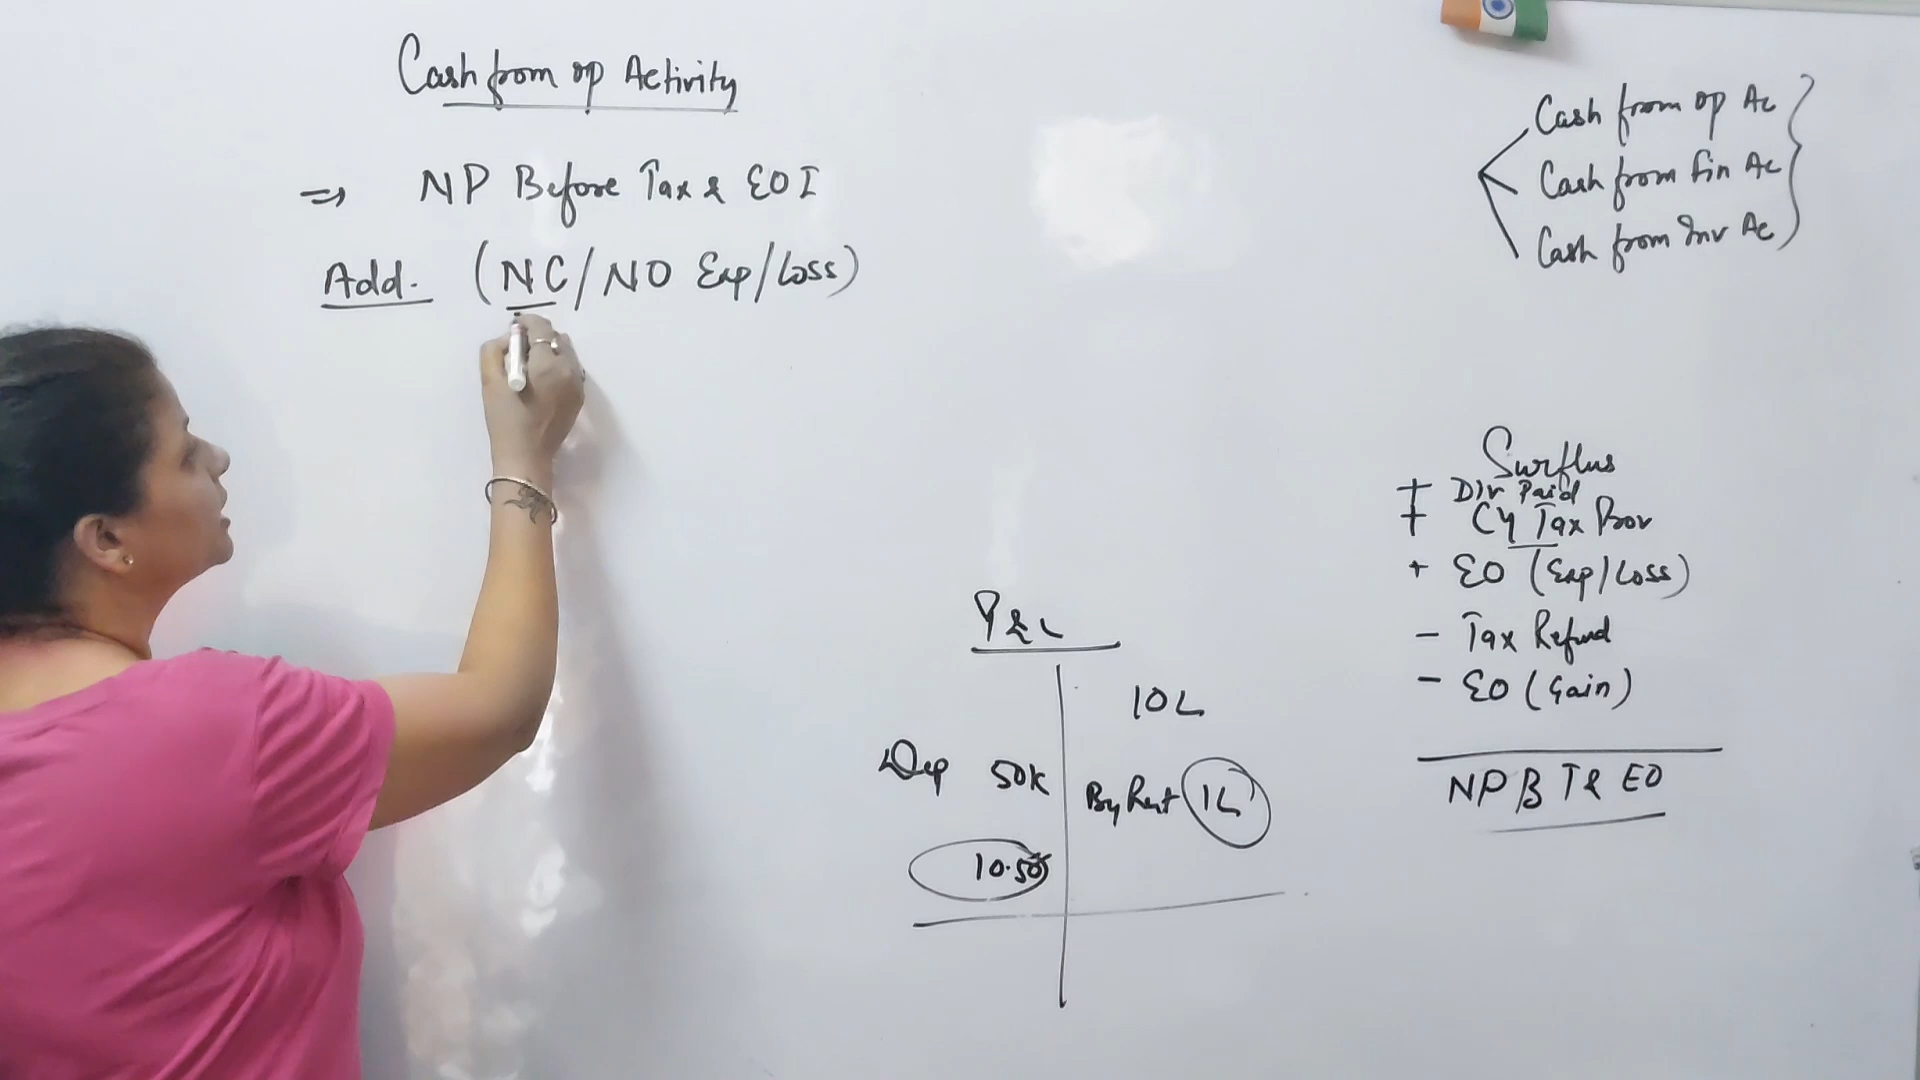 Cash from op Activity
⇒ NP Before Tax & EOI
Add. (NC/NO Exp/Loss)
Cash from op Ac
Cash from Fin Ac
Cash from Inv Ac
Surplus
+ Div Paid
+ Cy Tax Prov
+ EO (Exp/Loss)
- Tax Refund
- EO (Gain)
NP B T & EO
P & L
10 L
Dep 50K
By Rent 1L
10.50